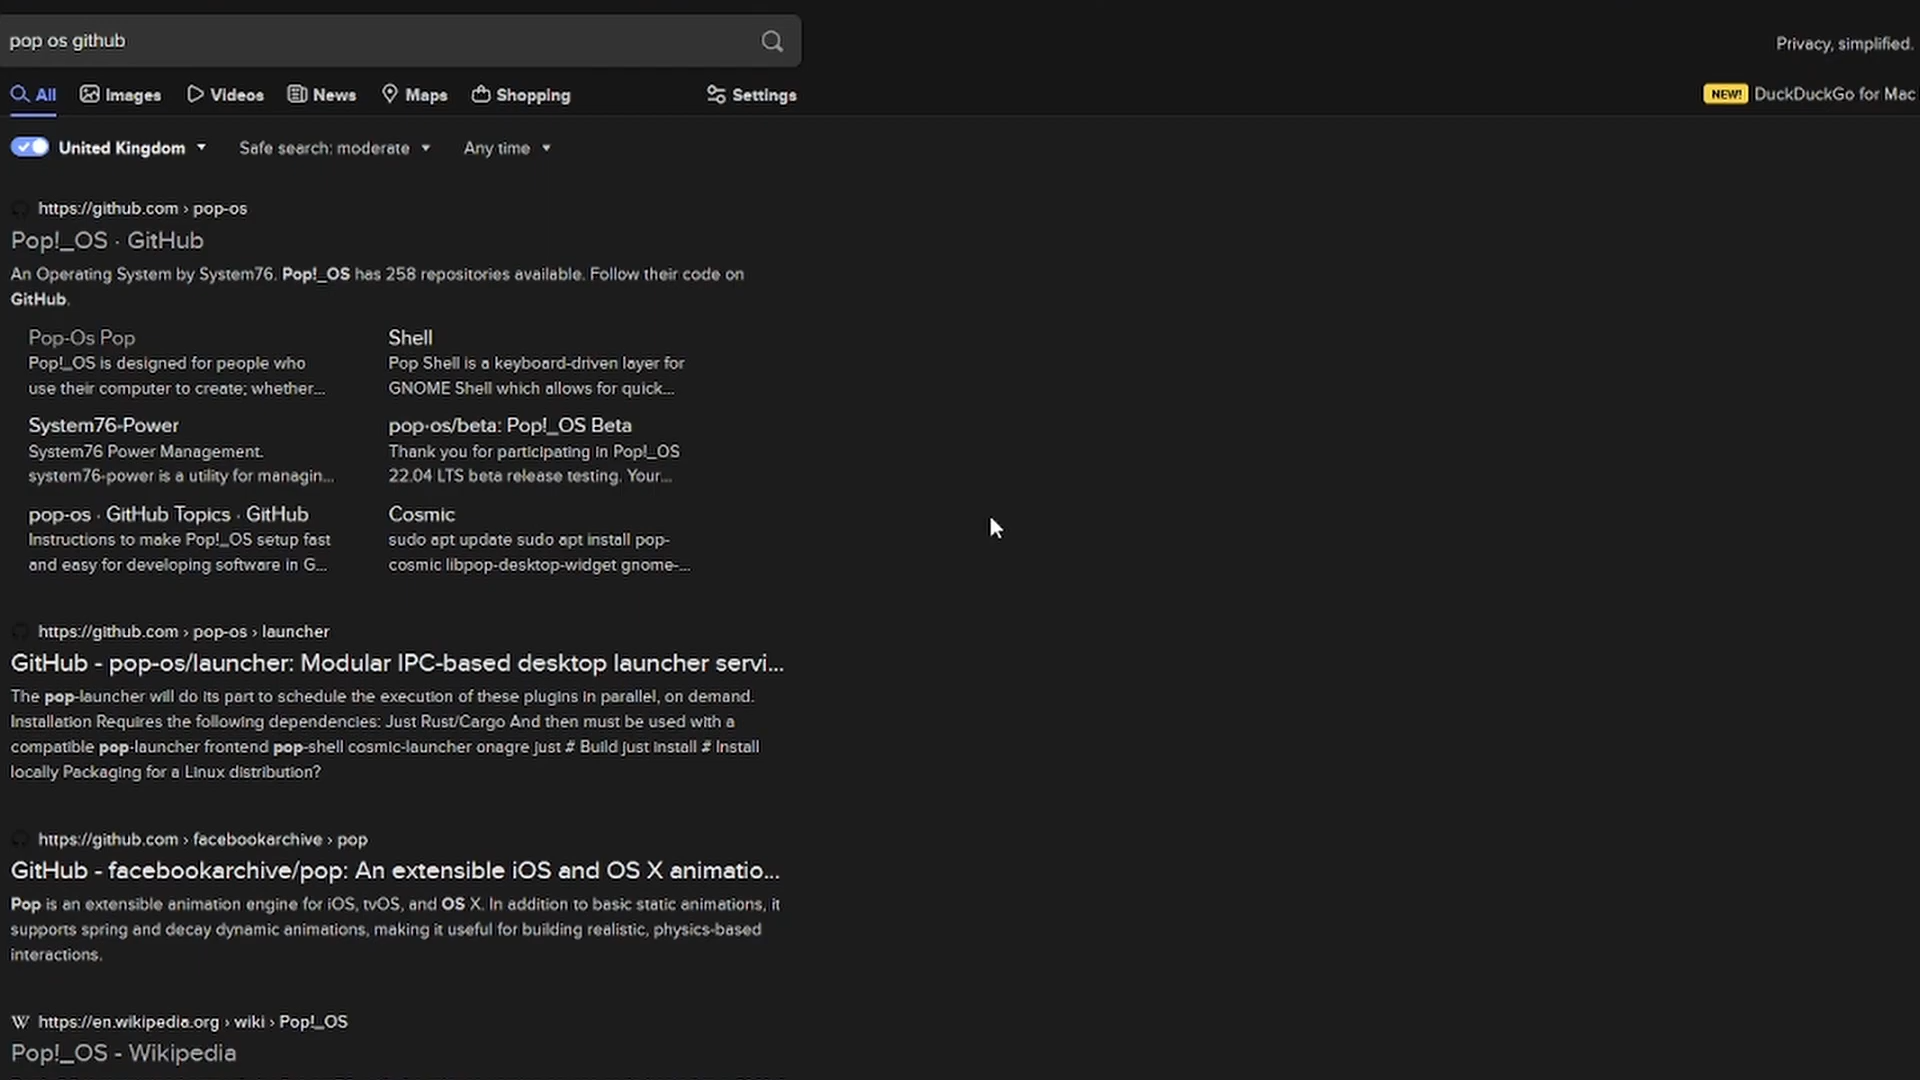 pop os github
Privacy, simplified.
All Images Videos News Maps Shopping Settings
NEW! DuckDuckGo for Mac
United Kingdom Safe search: moderate Any time
https://github.com › pop-os
Pop!_OS · GitHub
An Operating System by System76. Pop!_OS has 258 repositories available. Follow their code on
GitHub.
Pop-Os Pop
Pop!_OS is designed for people who
use their computer to create; whether...
Shell
Pop Shell is a keyboard-driven layer for
GNOME Shell which allows for quick...
System76-Power
System76 Power Management.
system76-power is a utility for managin...
pop-os/beta: Pop!_OS Beta
Thank you for participating in Pop!_OS
22.04 LTS beta release testing. Your...
pop-os · GitHub Topics · GitHub
Instructions to make Pop!_OS setup fast
and easy for developing software in G...
Cosmic
sudo apt update sudo apt install pop-
cosmic libpop-desktop-widget gnome-...
https://github.com › pop-os › launcher
GitHub - pop-os/launcher: Modular IPC-based desktop launcher servi...
The pop-launcher will do its part to schedule the execution of these plugins in parallel, on demand.
Installation Requires the following dependencies: Just Rust/Cargo And then must be used with a
compatible pop-launcher frontend pop-shell cosmic-launcher onagre just # Build just install # Install
locally Packaging for a Linux distribution?
https://github.com › facebookarchive › pop
GitHub - facebookarchive/pop: An extensible iOS and OS X animatio...
Pop is an extensible animation engine for iOS, tvOS, and OS X. In addition to basic static animations, it
supports spring and decay dynamic animations, making it useful for building realistic, physics-based
interactions.
W https://en.wikipedia.org › wiki › Pop!_OS
Pop!_OS - Wikipedia